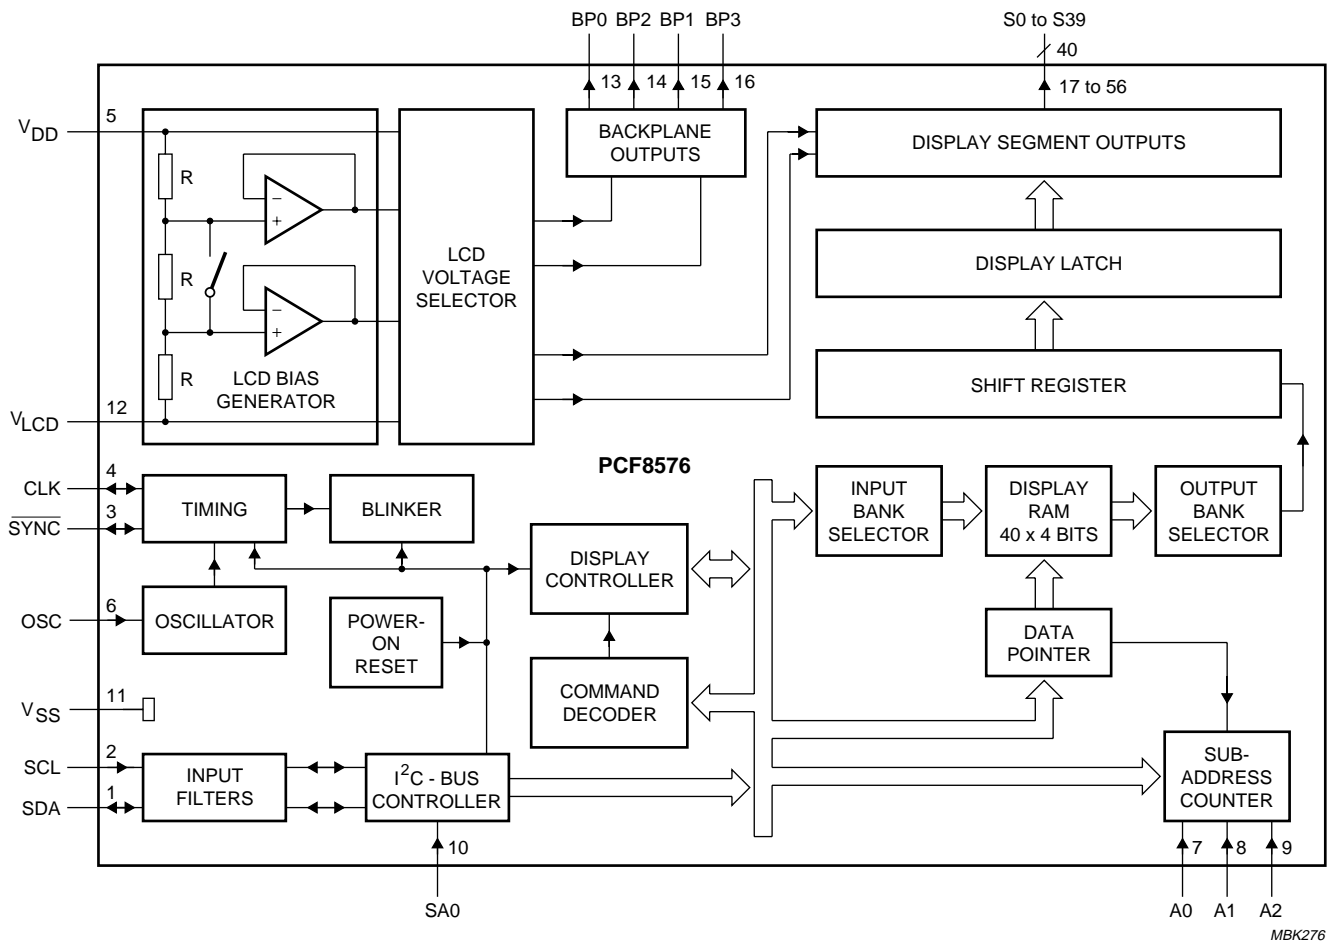 BP0 BP2 BP1 BP3 S0 to S39
40
13 14 15 16 17 to 56
5
VDD
R
−
+
R
−
+
R
LCD BIAS
GENERATOR
12
VLCD
LCD
VOLTAGE
SELECTOR
BACKPLANE
OUTPUTS
DISPLAY SEGMENT OUTPUTS
DISPLAY LATCH
SHIFT REGISTER
PCF8576
4
CLK
3
SYNC
TIMING
BLINKER
6
OSC
OSCILLATOR
POWER-
ON
RESET
DISPLAY
CONTROLLER
COMMAND
DECODER
INPUT
BANK
SELECTOR
DISPLAY
RAM
40 x 4 BITS
OUTPUT
BANK
SELECTOR
DATA
POINTER
11
VSS
2
SCL
1
SDA
INPUT
FILTERS
I2C - BUS
CONTROLLER
SUB-
ADDRESS
COUNTER
10
7 8 9
SA0
A0 A1 A2
MBK276